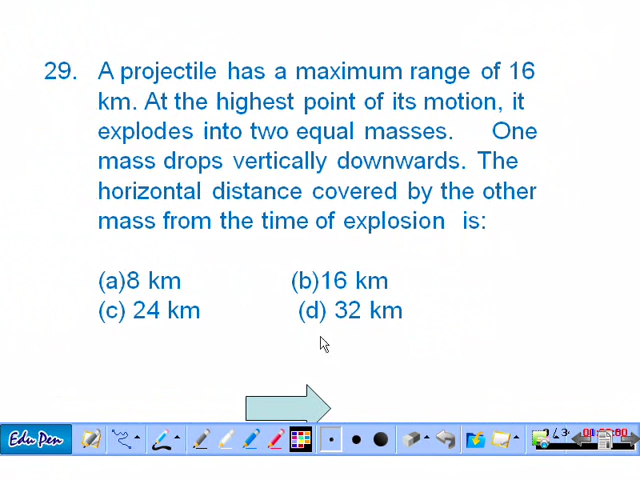 29. A projectile has a maximum range of 16
km. At the highest point of its motion, it
explodes into two equal masses. One
mass drops vertically downwards. The
horizontal distance covered by the other
mass from the time of explosion is:
(a)8 km (b)16 km
(c) 24 km (d) 32 km
Edu Pen